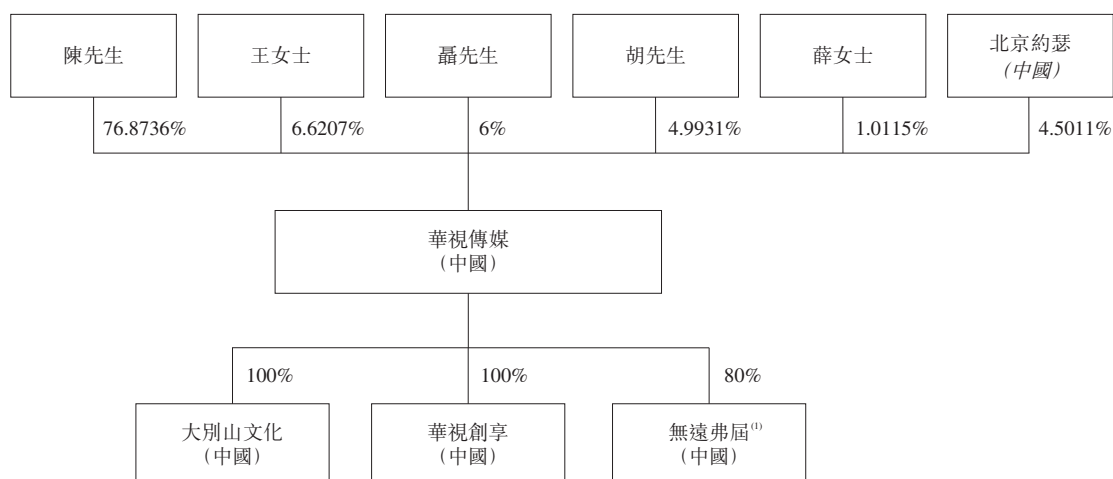 陳先生
王女士
聶先生
胡先生
薛女士
北京約瑟
（中國）
76.8736%
6.6207%
6%
4.9931%
1.0115%
4.5011%
華視傳媒
（中國）
100%
100%
80%
大別山文化
（中國）
華視創享
（中國）
無遠弗屆(1)
（中國）